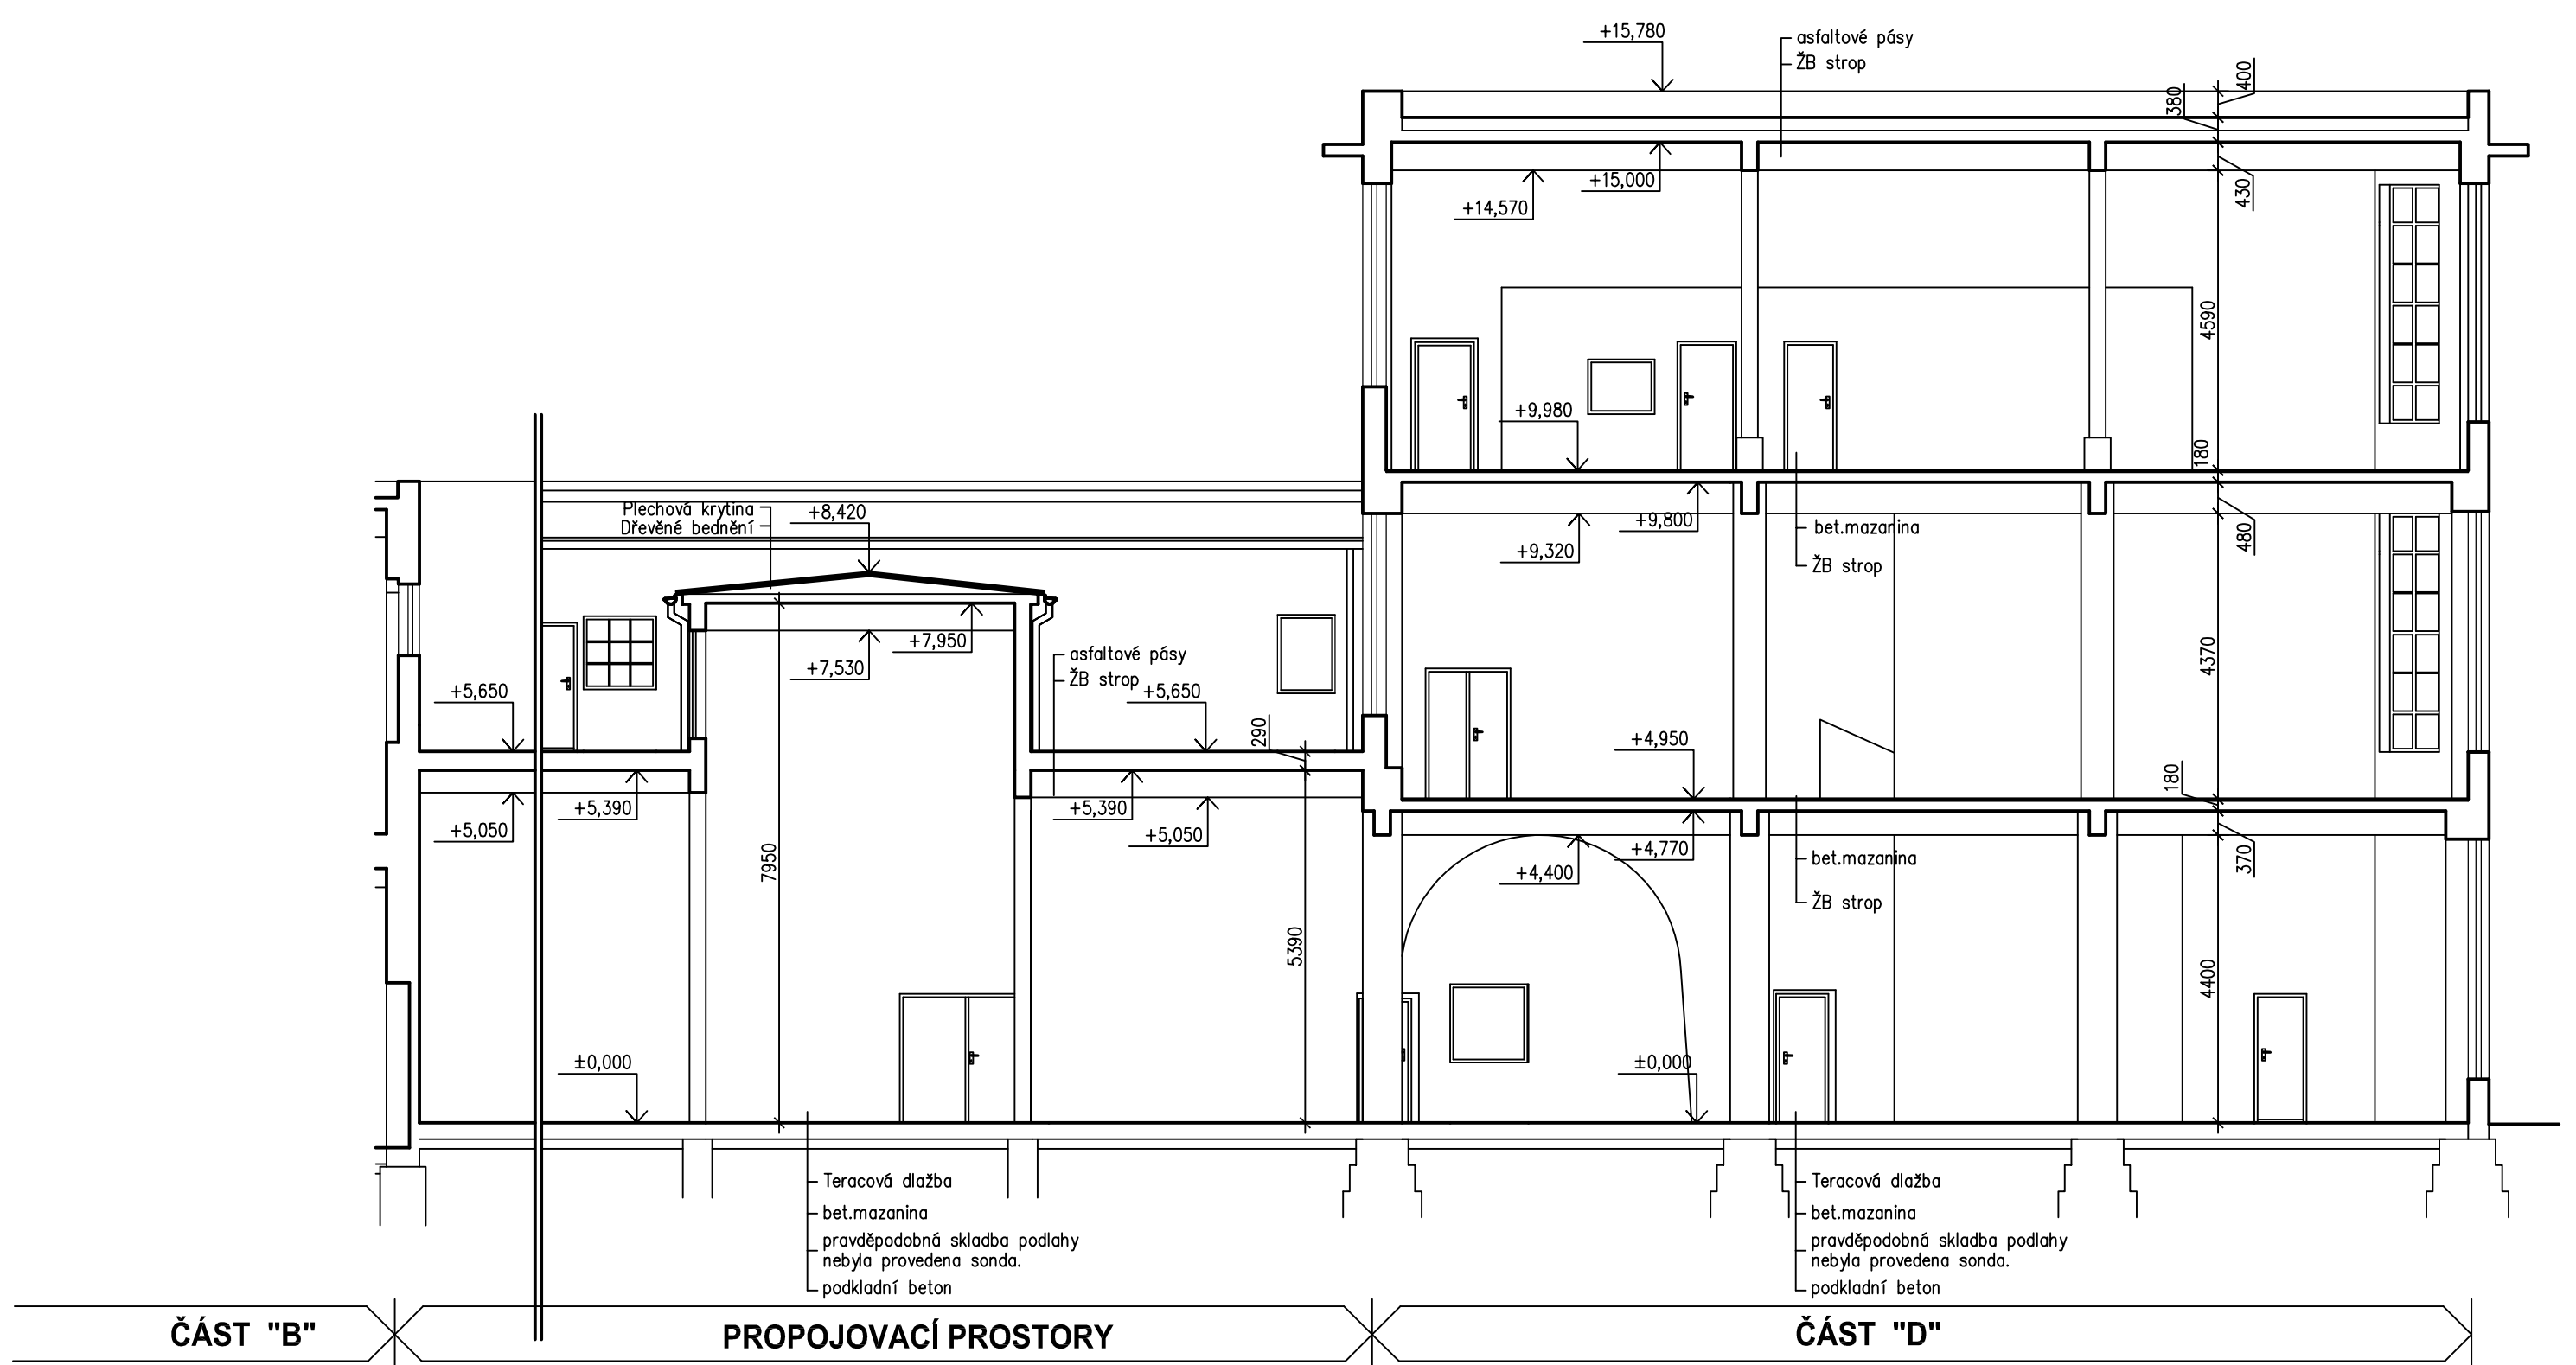 +15,780
asfaltové pásy
ŽB strop
400
380
+15,000
+14,570
430
4590
+9,980
180
Plechová krytina
Dřevěné bednění
+8,420
+9,800
+9,320
bet.mazanina
ŽB strop
480
+7,950
+7,530
asfaltové pásy
ŽB strop
+5,650
+5,650
290
4370
+4,950
180
+5,390
+5,050
+5,390
+5,050
7950
+4,770
+4,400
bet.mazanina
ŽB strop
370
5390
4400
±0,000
±0,000
Teracová dlažba
bet.mazanina
pravděpodobná skladba podlahy
nebyla provedena sonda.
podkladní beton
Teracová dlažba
bet.mazanina
pravděpodobná skladba podlahy
nebyla provedena sonda.
podkladní beton
ČÁST "B"
PROPOJOVACÍ PROSTORY
ČÁST "D"